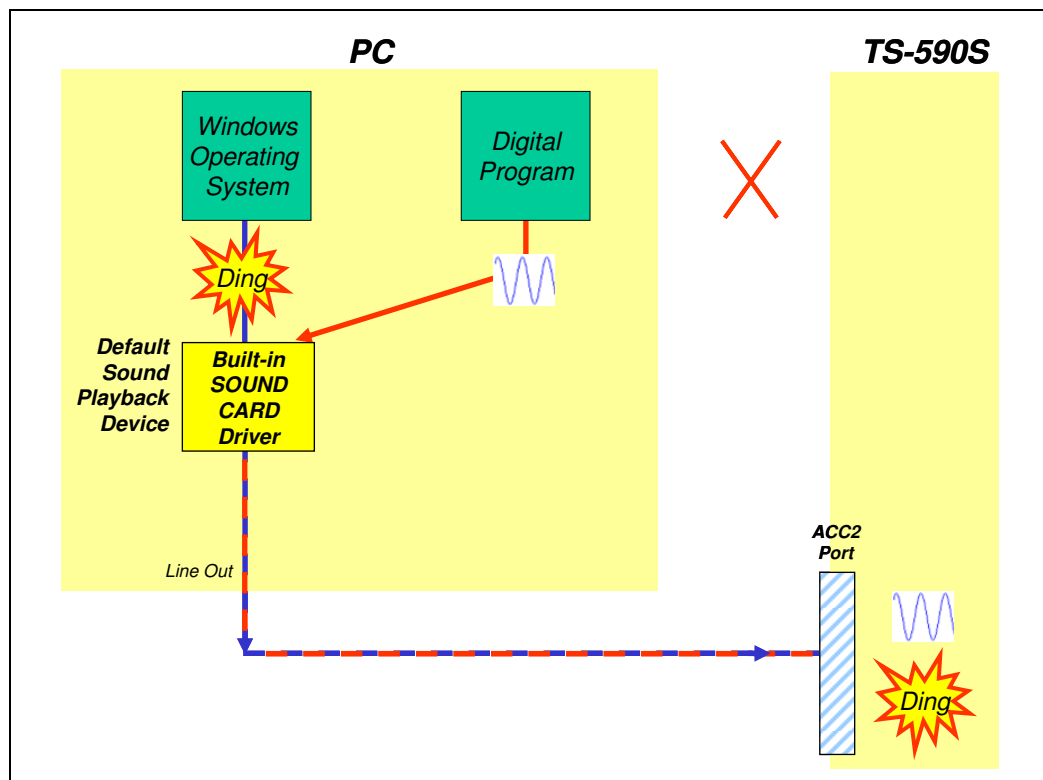 PC
TS-590S
Windows
Operating
System
Digital
Program
Ding
Default
Sound
Playback
Device
Built-in
SOUND
CARD
Driver
ACC2
Port
Line Out
Ding